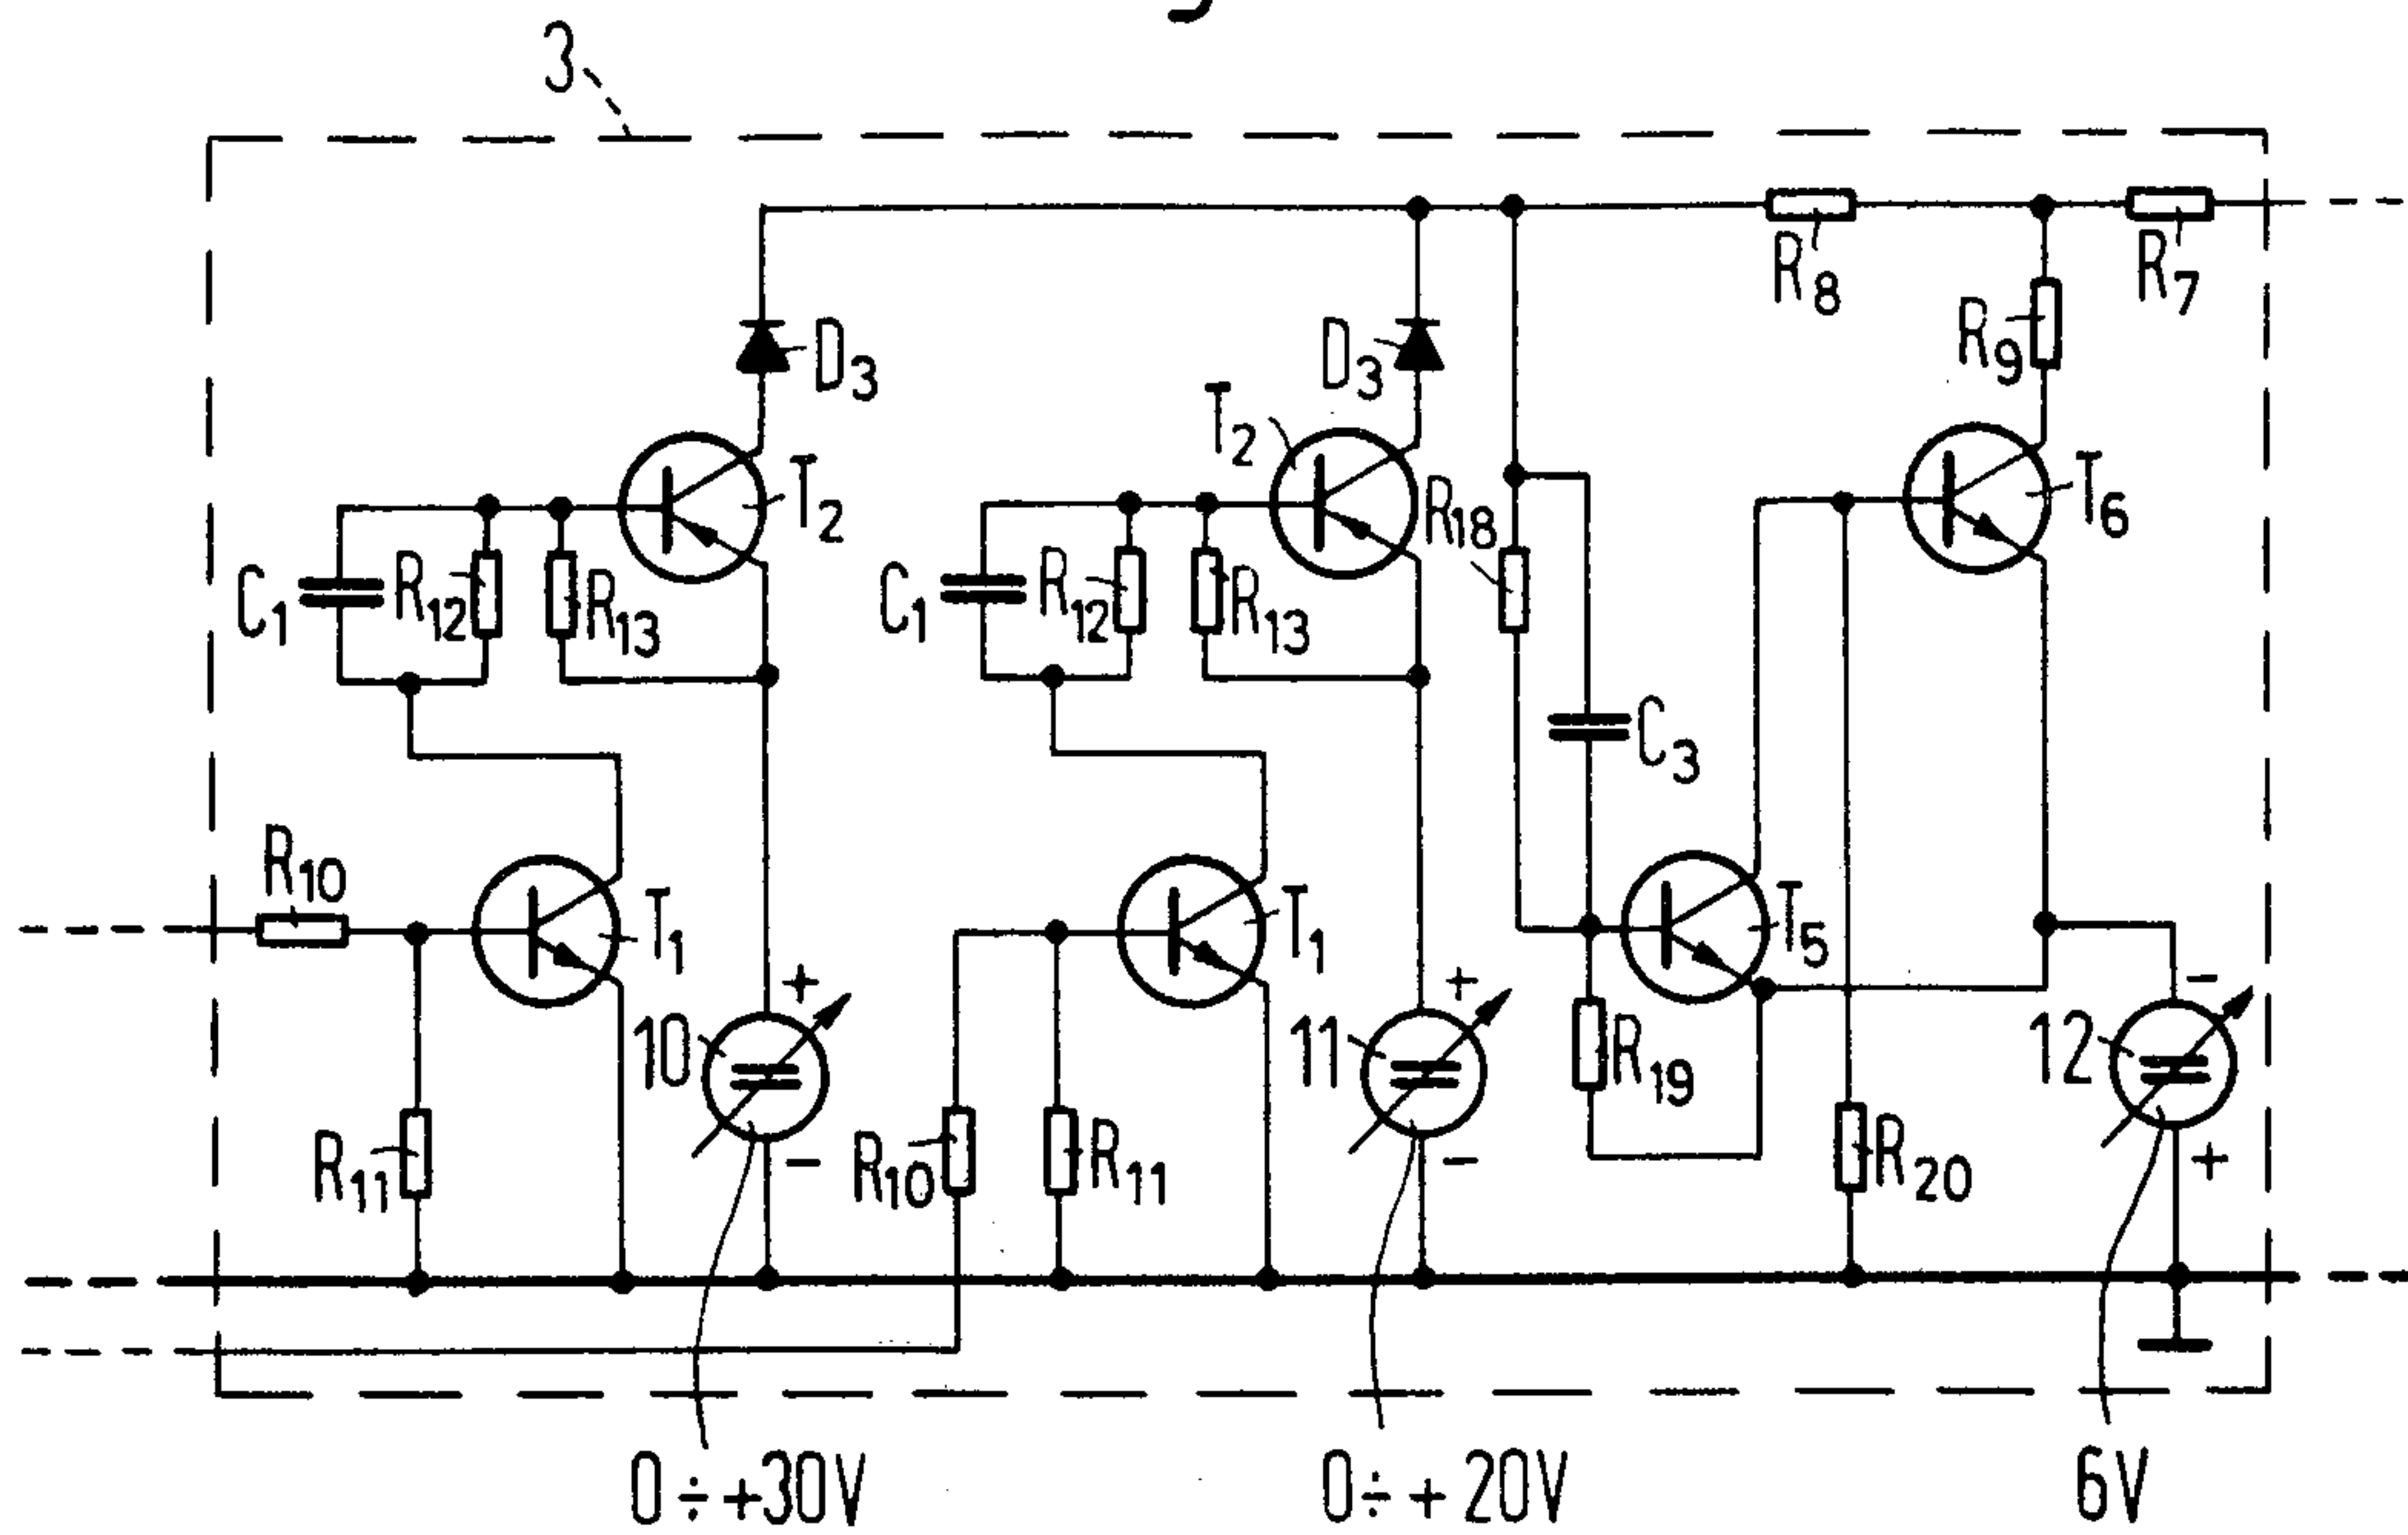 3
R8
R7
R9
D3
D3
T2
T2
T6
R18
C1
R12
R13
C1
R12
R13
C3
R10
T1
T1
T5
+
+
-
10
11
12
R19
R11
-
R10
R11
-
R20
+
0÷+30V
0÷+20V
6V